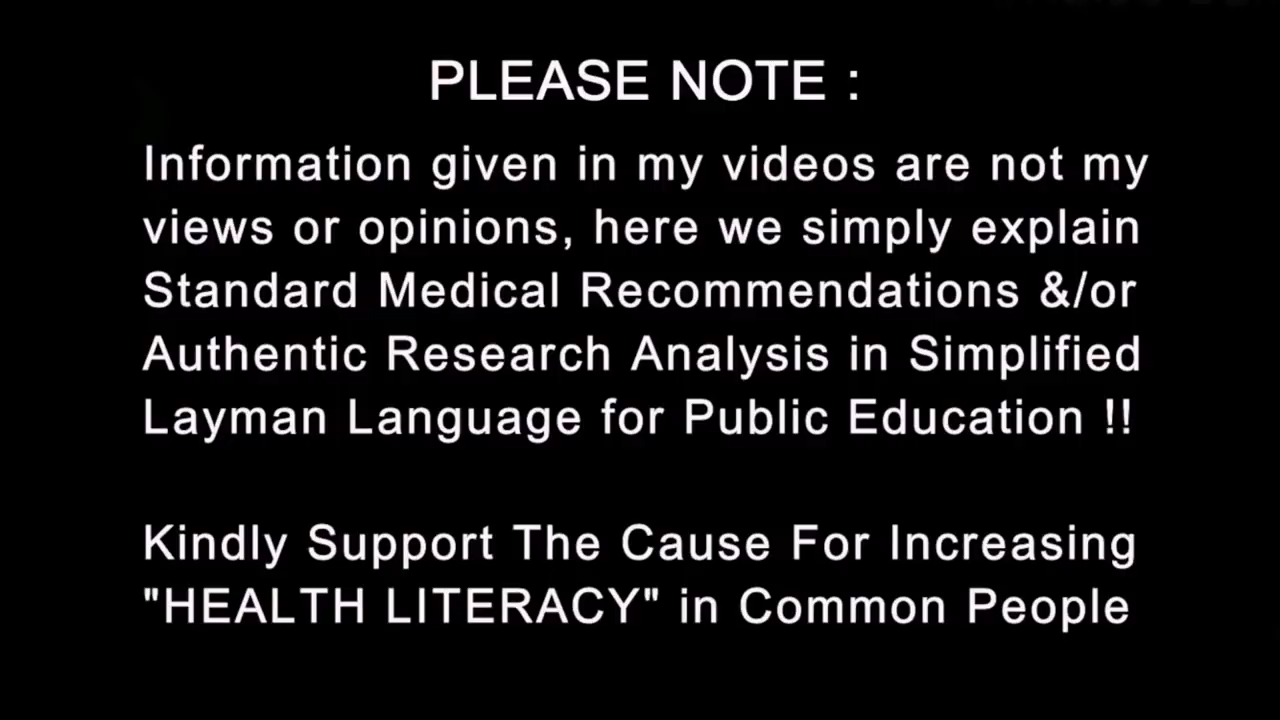 PLEASE NOTE :
Information given in my videos are not my
views or opinions, here we simply explain
Standard Medical Recommendations &/or
Authentic Research Analysis in Simplified
Layman Language for Public Education !!
Kindly Support The Cause For Increasing
"HEALTH LITERACY" in Common People